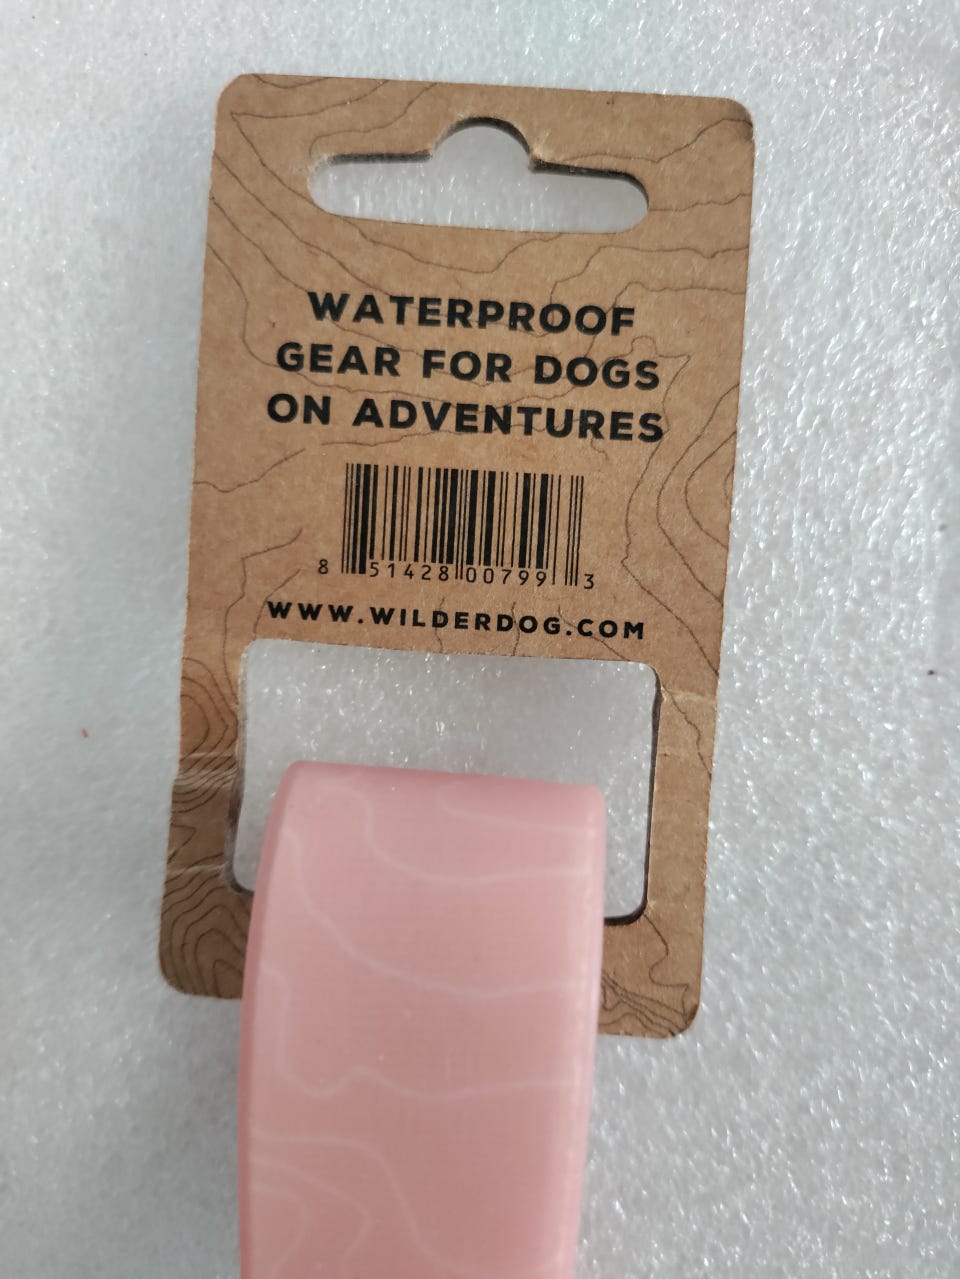 WATERPROOF
GEAR FOR DOGS
ON ADVENTURES
8 51428 00799 3
WWW.WILDERDOG.COM